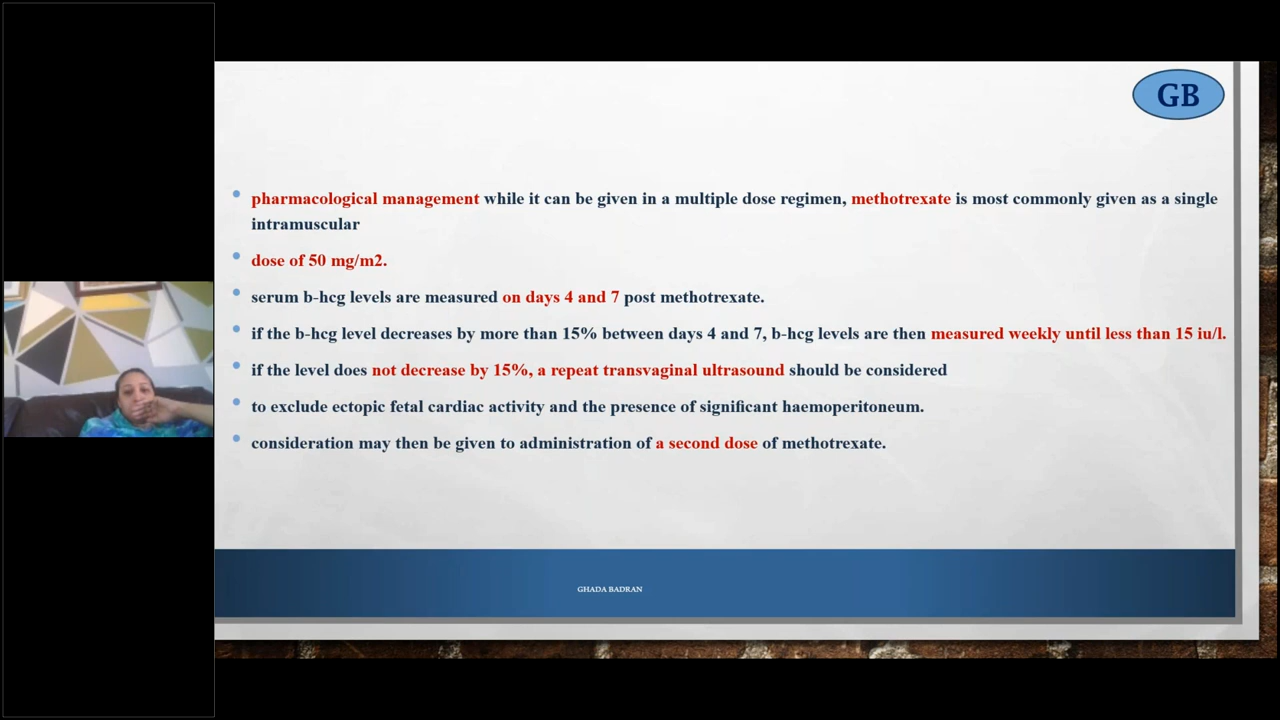 GB
pharmacological management while it can be given in a multiple dose regimen, methotrexate is most commonly given as a single
intramuscular
dose of 50 mg/m2.
serum b-hcg levels are measured on days 4 and 7 post methotrexate.
if the b-hcg level decreases by more than 15% between days 4 and 7, b-hcg levels are then measured weekly until less than 15 iu/l.
if the level does not decrease by 15%, a repeat transvaginal ultrasound should be considered
to exclude ectopic fetal cardiac activity and the presence of significant haemoperitoneum.
consideration may then be given to administration of a second dose of methotrexate.
GHADA BADRAN